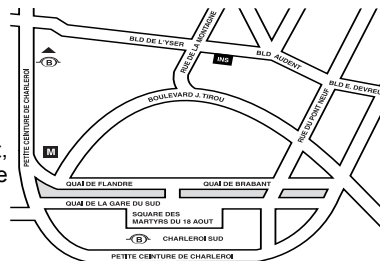 BLD DE L'YSER
RUE DE LA MONTAGNE
INS
BLD AUDENT
BLD E. DEVREU
B
PETITE CEINTURE DE CHARLEROI
BOULEVARD J. TIROU
RUE DU PONT NEUF
M
QUAI DE FLANDRE
QUAI DE BRABANT
QUAI DE LA GARE DU SUD
SQUARE DES
MARTYRS DU 18 AOUT
B
CHARLEROI SUD
PETITE CEINTURE DE CHARLEROI